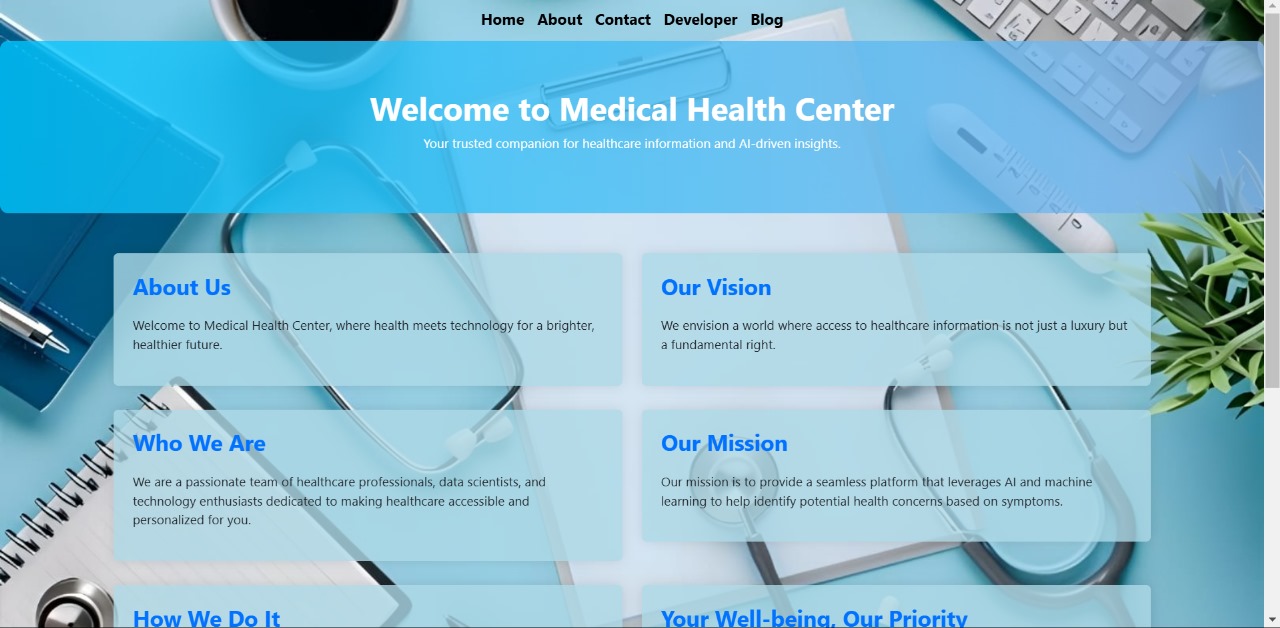 Home About Contact Developer Blog
Welcome to Medical Health Center
Your trusted companion for healthcare information and AI-driven insights.
About Us
Welcome to Medical Health Center, where health meets technology for a brighter,
healthier future.
Our Vision
We envision a world where access to healthcare information is not just a luxury but
a fundamental right.
Who We Are
We are a passionate team of healthcare professionals, data scientists, and
technology enthusiasts dedicated to making healthcare accessible and
personalized for you.
Our Mission
Our mission is to provide a seamless platform that leverages AI and machine
learning to help identify potential health concerns based on symptoms.
How We Do It
Your Well-being, Our Priority